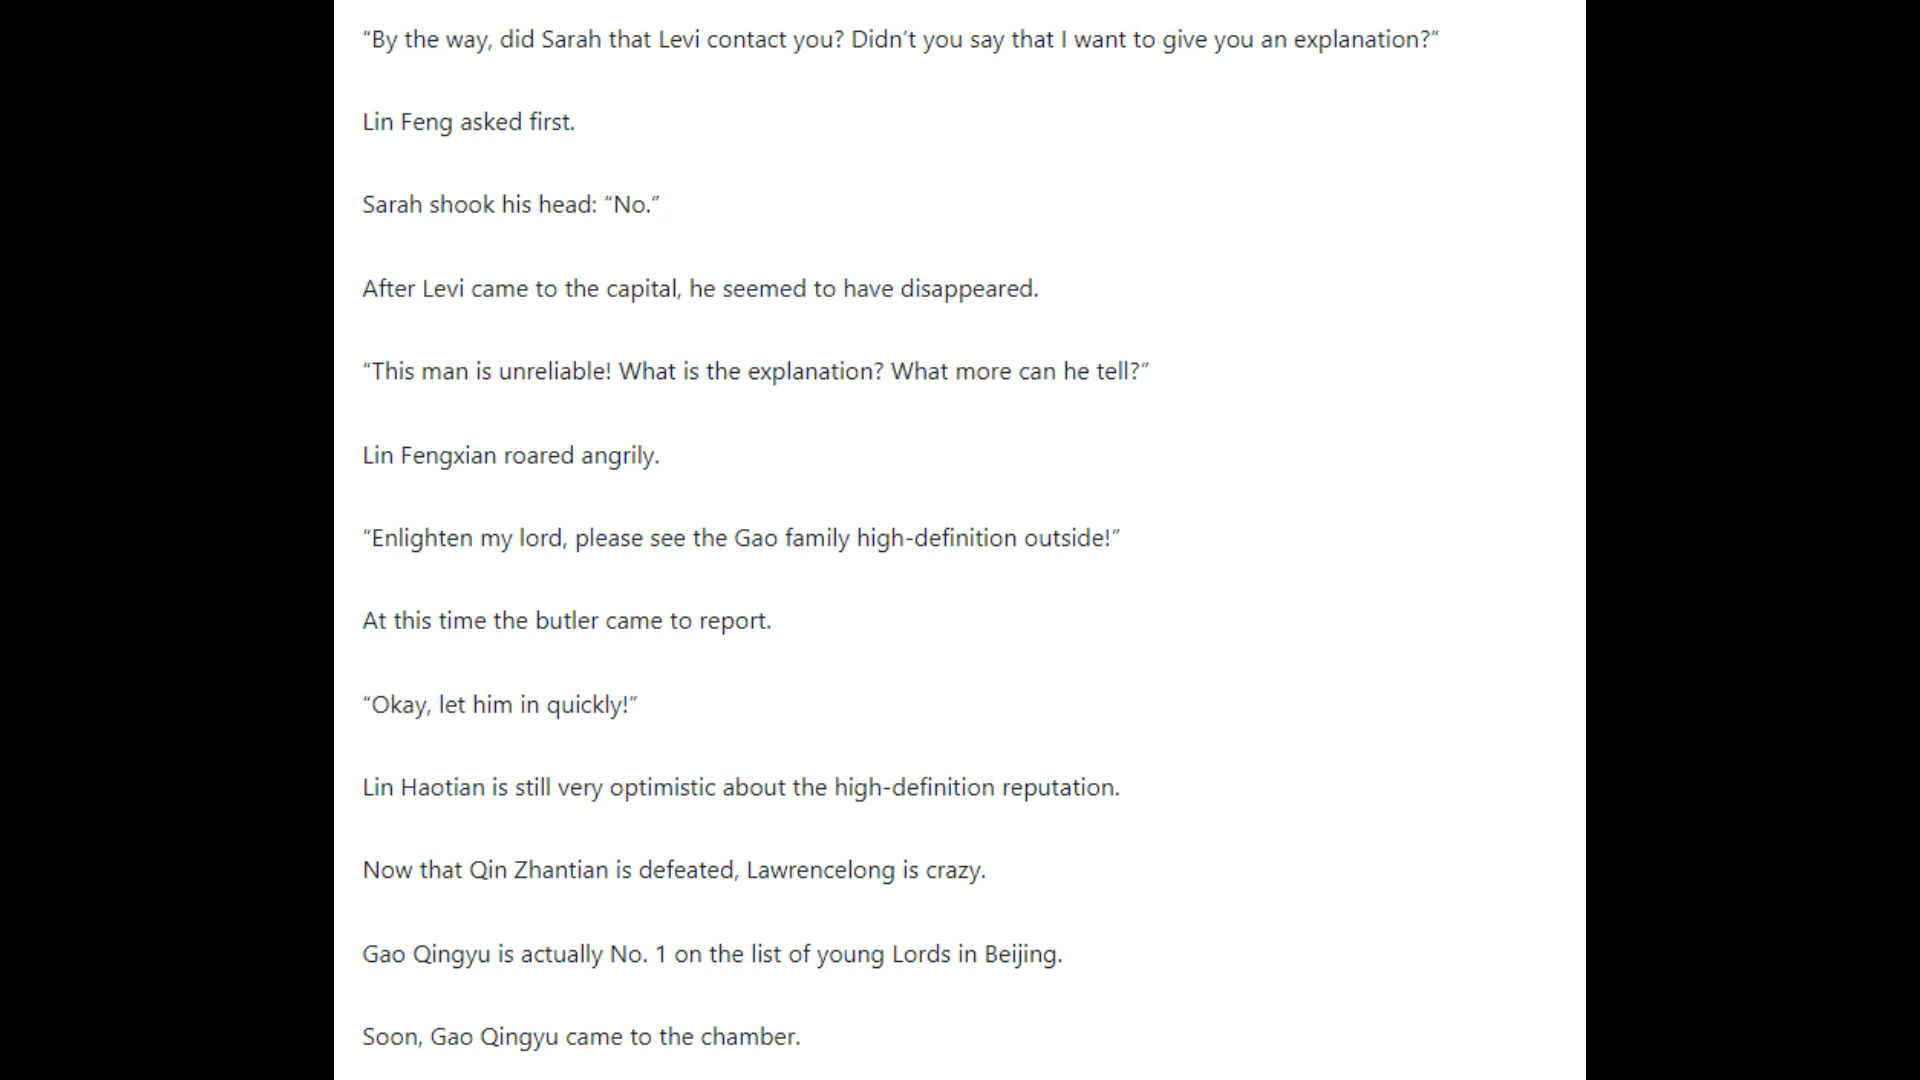 “By the way, did Sarah that Levi contact you? Didn’t you say that I want to give you an explanation?”
Lin Feng asked first.
Sarah shook his head: “No.”
After Levi came to the capital, he seemed to have disappeared.
“This man is unreliable! What is the explanation? What more can he tell?”
Lin Fengxian roared angrily.
“Enlighten my lord, please see the Gao family high-definition outside!”
At this time the butler came to report.
“Okay, let him in quickly!”
Lin Haotian is still very optimistic about the high-definition reputation.
Now that Qin Zhantian is defeated, Lawrencelong is crazy.
Gao Qingyu is actually No. 1 on the list of young Lords in Beijing.
Soon, Gao Qingyu came to the chamber.